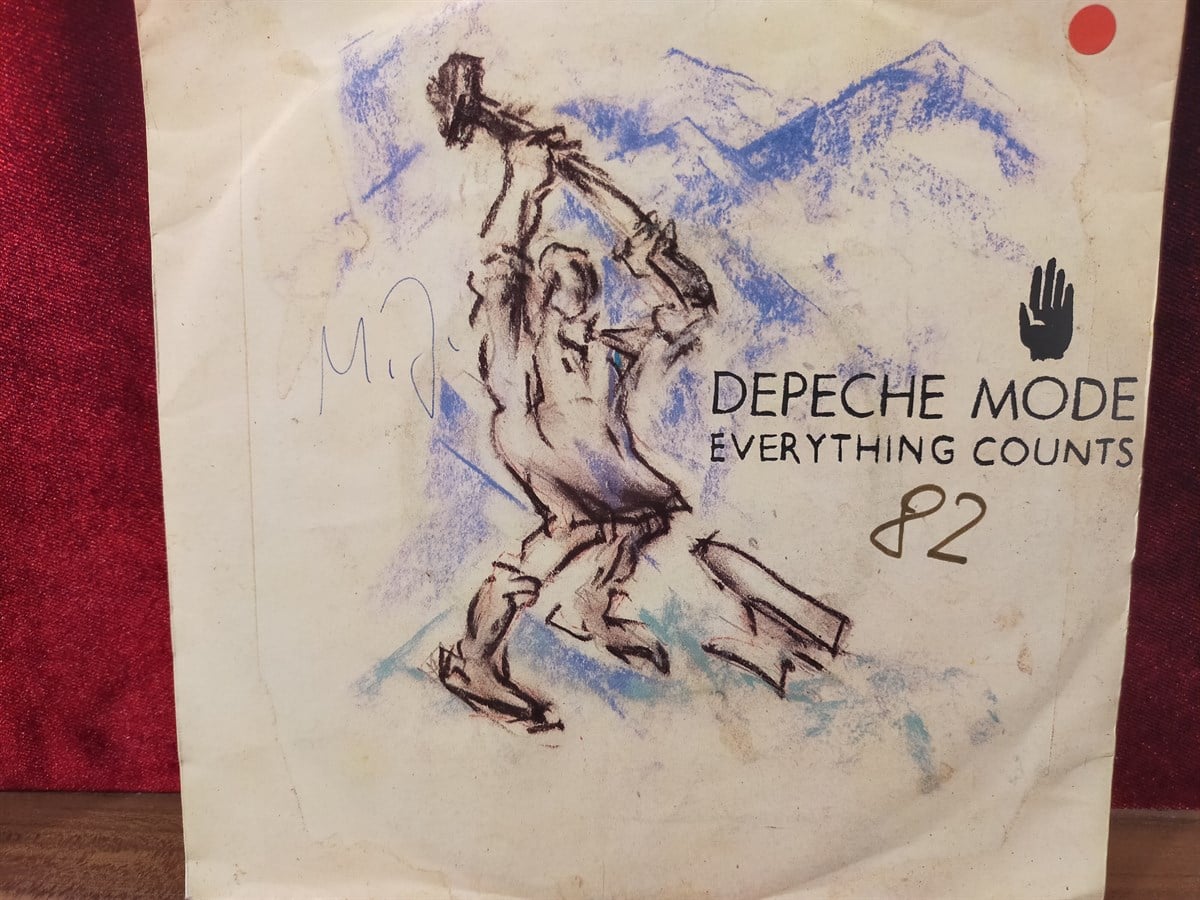 DEPECHE MODE
EVERYTHING COUNTS
82